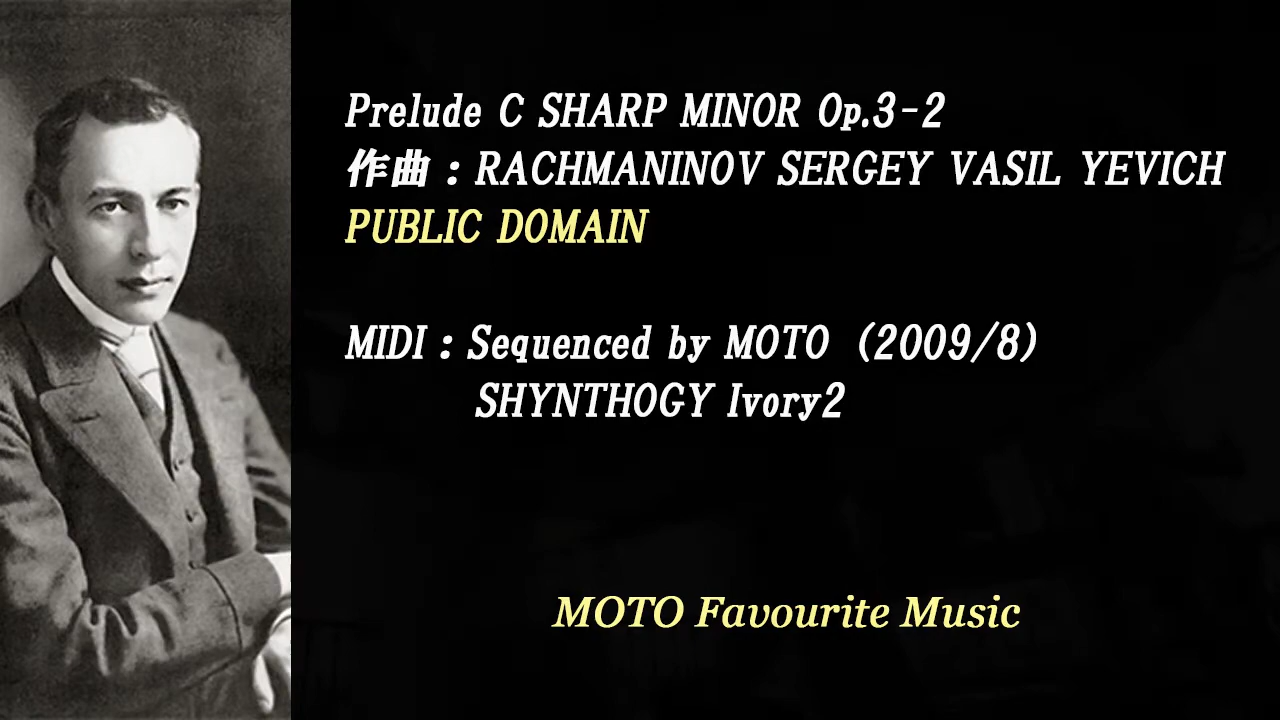 Prelude C SHARP MINOR Op.3-2
作曲：RACHMANINOV SERGEY VASIL YEVICH
PUBLIC DOMAIN
MIDI：Sequenced by MOTO (2009/8)
SHYNTHOGY Ivory2
MOTO Favourite Music